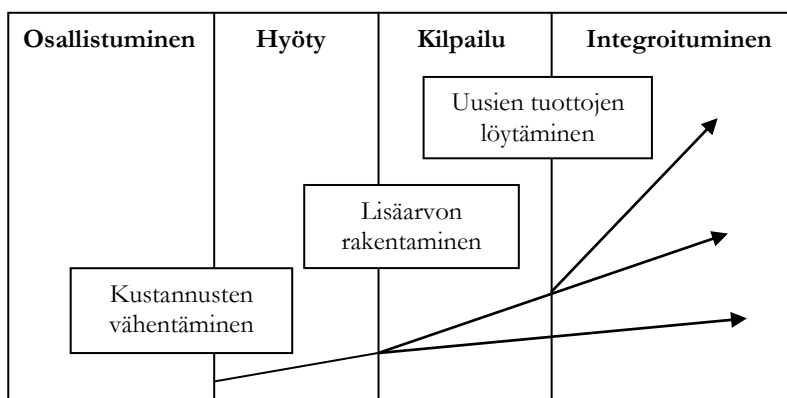 Osallistuminen Hyöty Kilpailu Integroituminen
Uusien tuottojen
löytäminen
Lisäarvon
rakentaminen
Kustannusten
vähentäminen